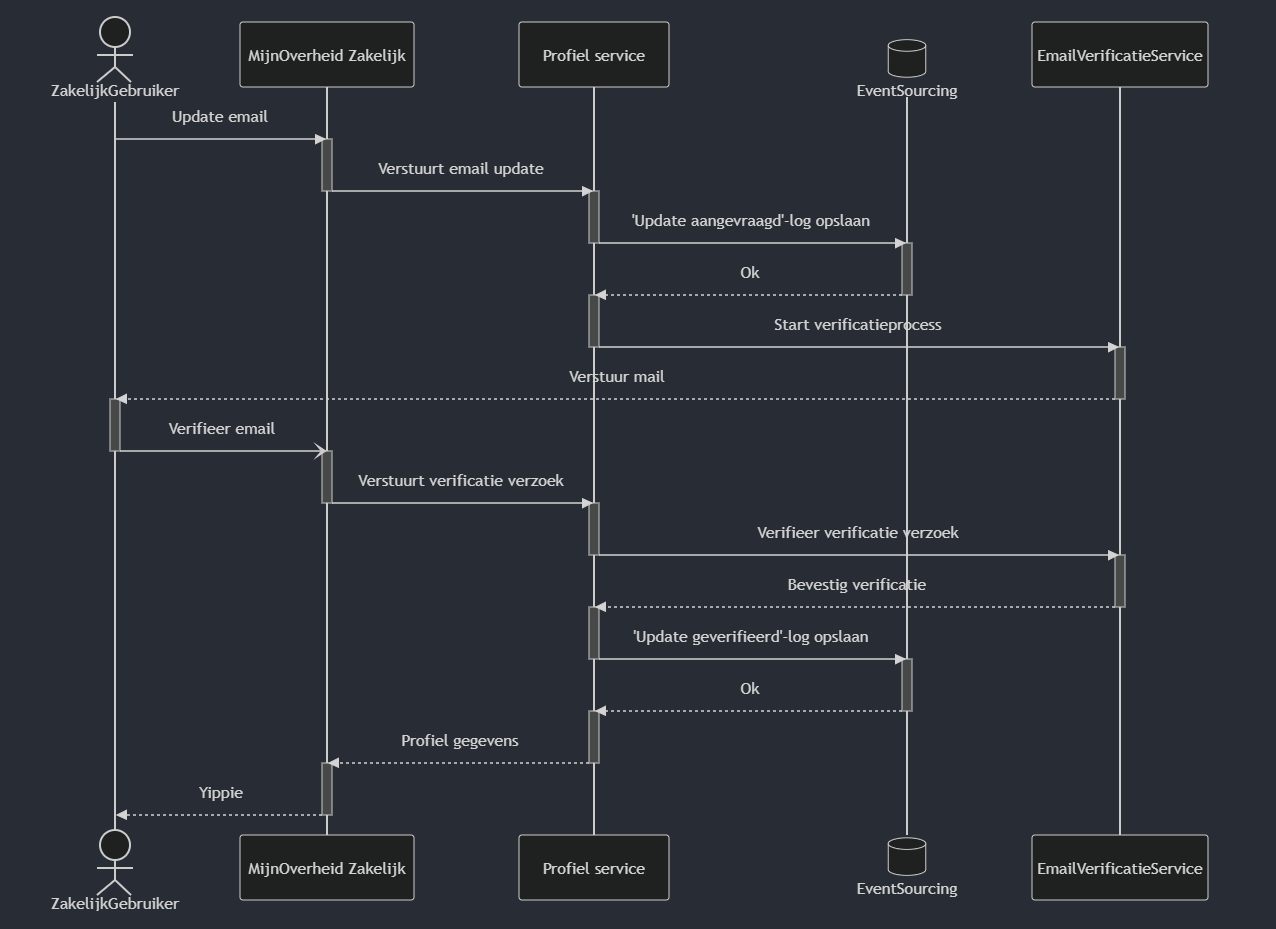 ZakelijkGebruiker
MijnOverheid Zakelijk
Profiel service
EventSourcing
EmailVerificatieService
Update email
Verstuurt email update
'Update aangevraagd'-log opslaan
Ok
Start verificatieprocess
Verstuur mail
Verifieer email
Verstuurt verificatie verzoek
Verifieer verificatie verzoek
Bevestig verificatie
'Update geverifieerd'-log opslaan
Ok
Profiel gegevens
Yippie
ZakelijkGebruiker
MijnOverheid Zakelijk
Profiel service
EventSourcing
EmailVerificatieService